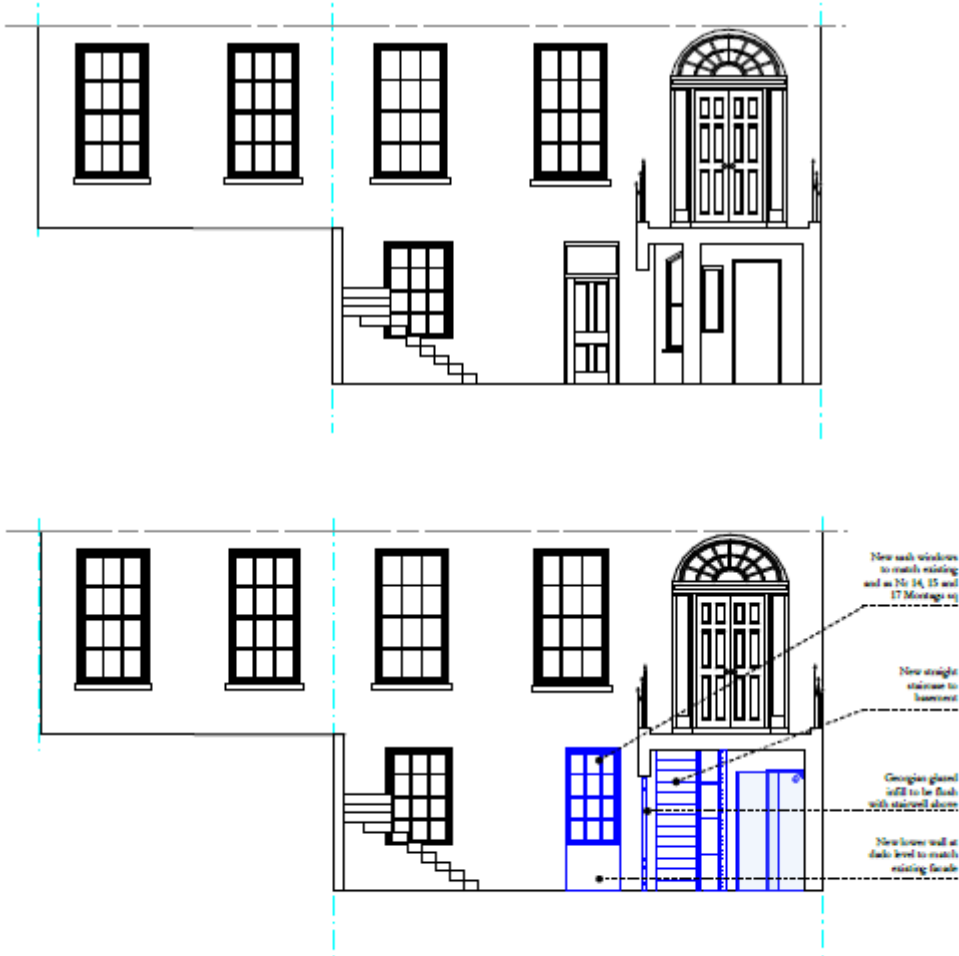 New sash windows
to match existing
and as Nr 14, 15 and
17 Montagu sq
New straight
staircase to
basement
Georgian glazed
infill to be flush
with stairwell above
New lower wall at
dado level to match
existing facade